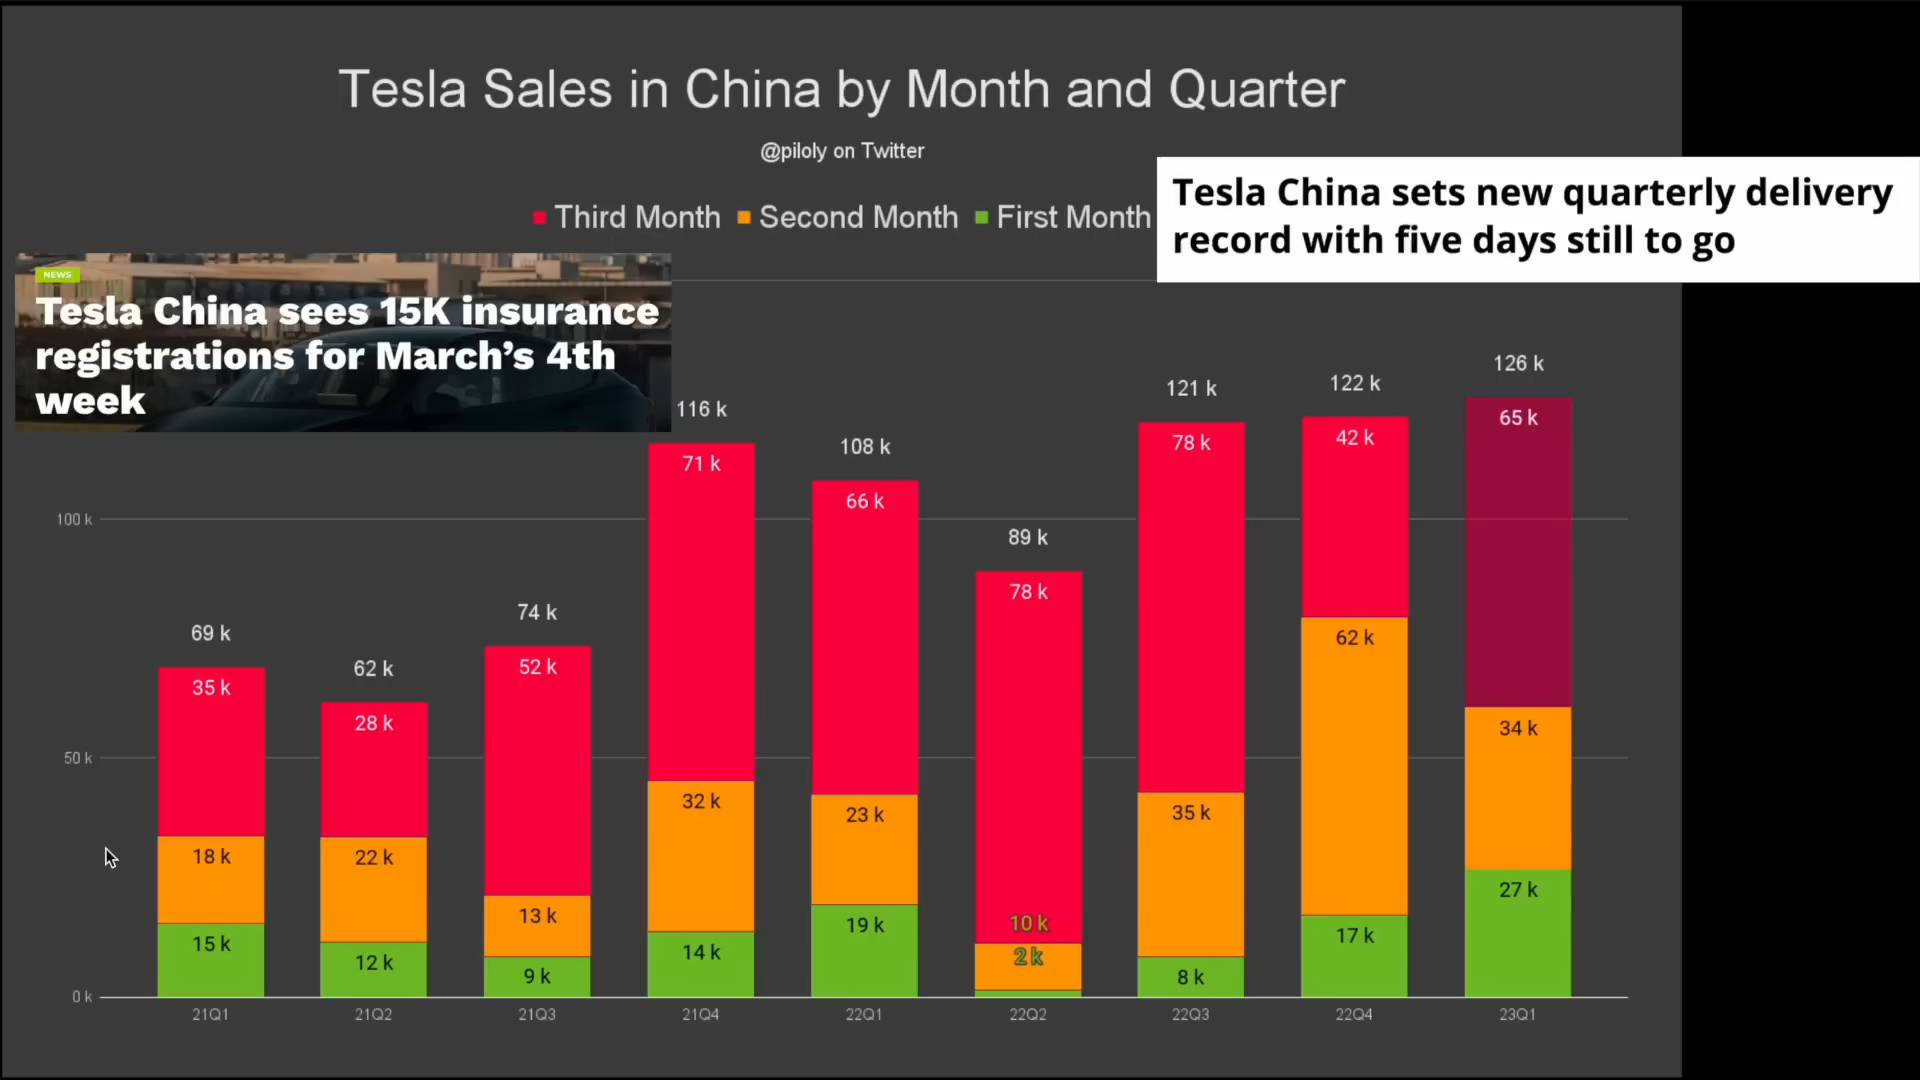 Tesla Sales in China by Month and Quarter
@piloly on Twitter
Third Month Second Month First Month
Tesla China sets new quarterly delivery
record with five days still to go
NEWS
Tesla China sees 15K insurance
registrations for March's 4th
week
126 k
122 k
121 k
116 k
108 k
89 k
74 k
69 k
62 k
100 k
50 k
0 k
35 k
18 k
15 k
28 k
22 k
12 k
52 k
13 k
9 k
71 k
32 k
14 k
66 k
23 k
19 k
78 k
10 k
2 k
78 k
35 k
8 k
42 k
62 k
17 k
65 k
34 k
27 k
21Q1 21Q2 21Q3 21Q4 22Q1 22Q2 22Q3 22Q4 23Q1